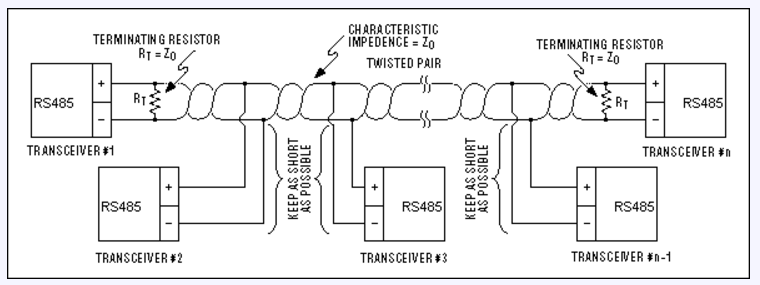 TERMINATING RESISTOR
RT = Z0
CHARACTERISTIC
IMPEDENCE = Z0
TWISTED PAIR
TERMINATING RESISTOR
RT = Z0
+
RS485
−
RT
RT
+
RS485
−
TRANSCEIVER #1
TRANSCEIVER #n
KEEP AS SHORT
AS POSSIBLE
KEEP AS SHORT
AS POSSIBLE
+
RS485
−
+
RS485
−
+
RS485
−
TRANSCEIVER #2
TRANSCEIVER #3
TRANSCEIVER #n-1